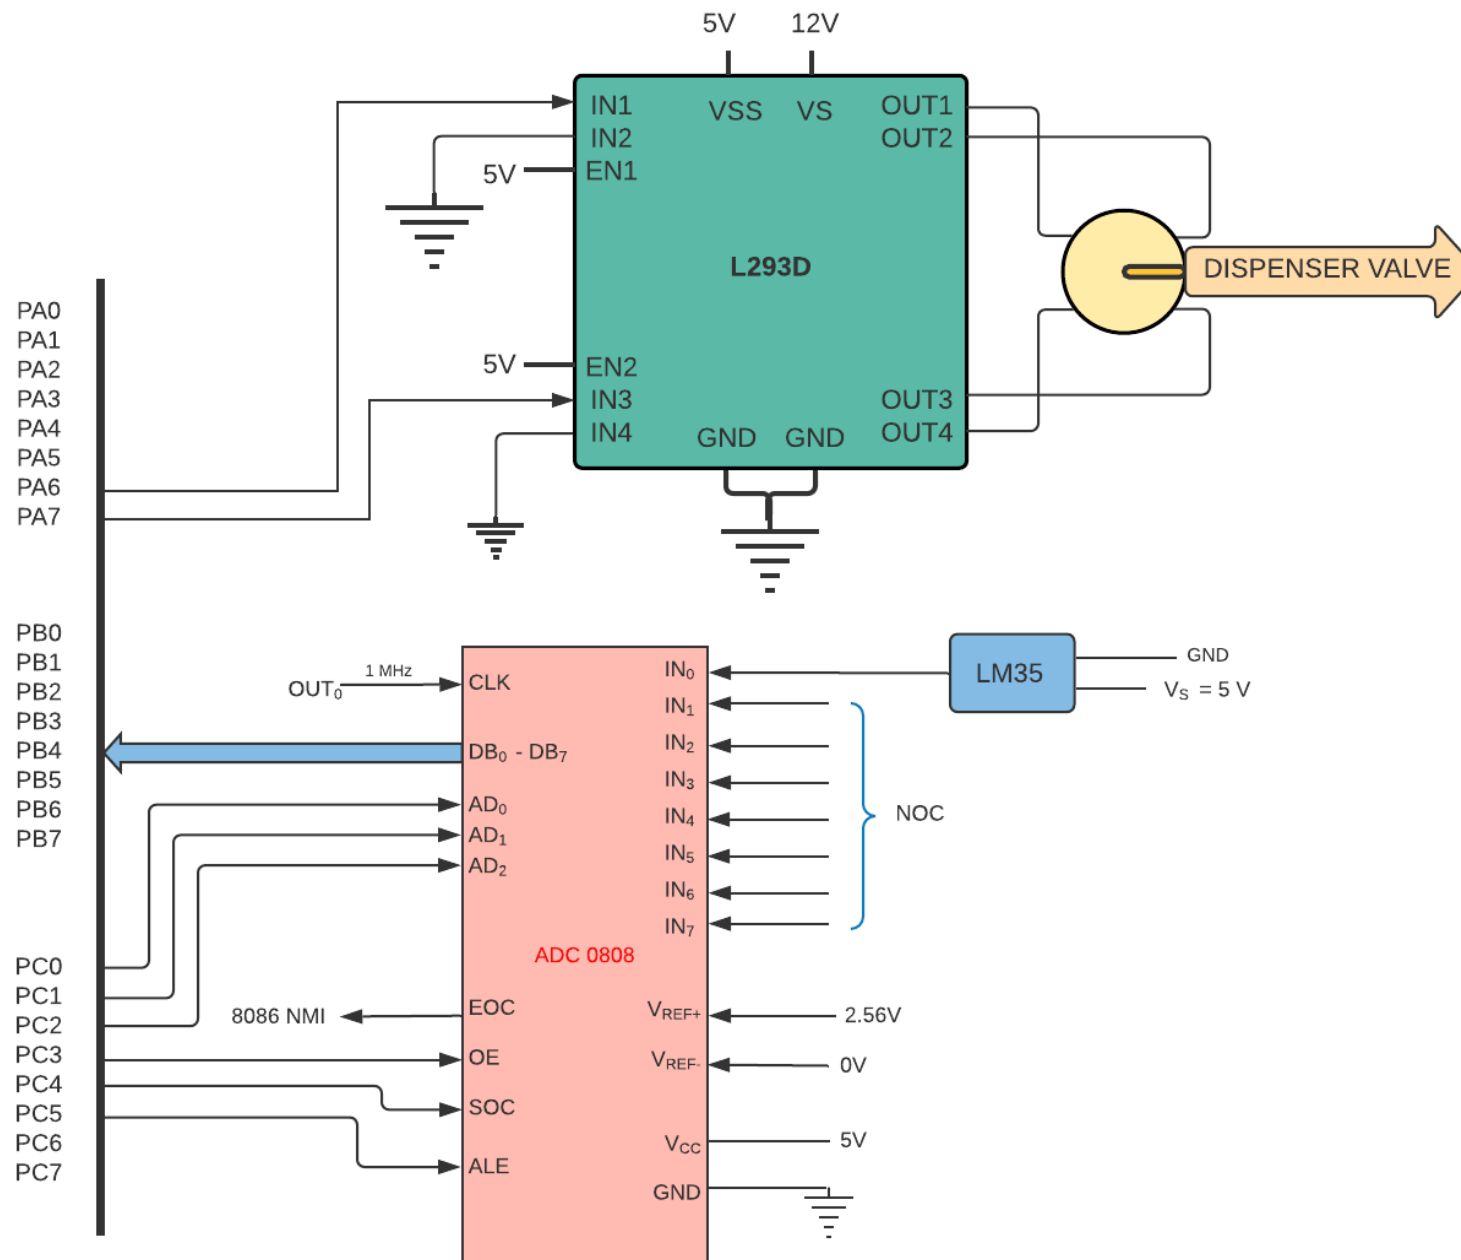 5V 12V
IN1 VSS VS OUT1
IN2 OUT2
5V EN1
L293D
DISPENSER VALVE
5V EN2
IN3 OUT3
IN4 GND GND OUT4
PA0
PA1
PA2
PA3
PA4
PA5
PA6
PA7
PB0
PB1
PB2
PB3
PB4
PB5
PB6
PB7
PC0
PC1
PC2
PC3
PC4
PC5
PC6
PC7
OUT₀ 1 MHz CLK
DB₀ - DB₇
AD₀
AD₁
AD₂
ADC 0808
8086 NMI EOC
OE
SOC
ALE
IN₀
IN₁
IN₂
IN₃
IN₄
IN₅
IN₆
IN₇
NOC
LM35
GND
V_S = 5 V
V_REF+ 2.56V
V_REF- 0V
V_CC 5V
GND